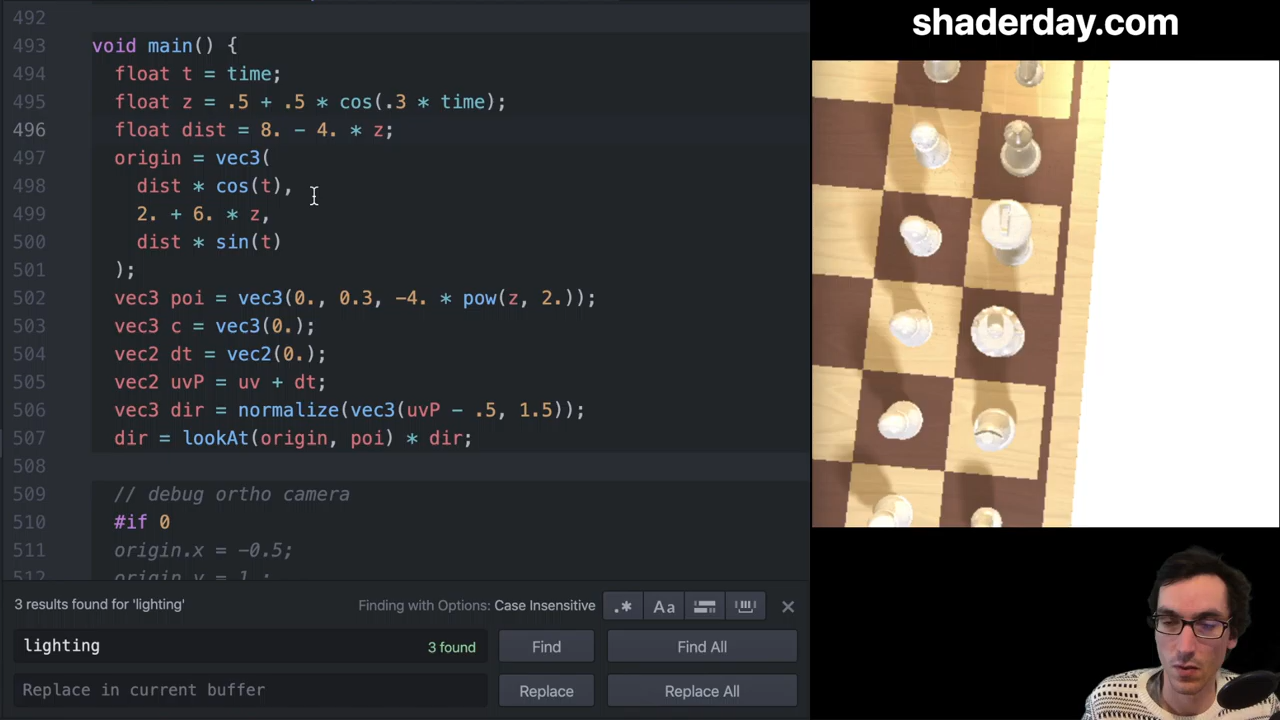 492
shaderday.com
493 void main() {
494 float t = time;
495 float z = .5 + .5 * cos(.3 * time);
496 float dist = 8. - 4. * z;
497 origin = vec3(
498 dist * cos(t),
499 2. + 6. * z,
500 dist * sin(t)
501 );
502 vec3 poi = vec3(0., 0.3, -4. * pow(z, 2.));
503 vec3 c = vec3(0.);
504 vec2 dt = vec2(0.);
505 vec2 uvP = uv + dt;
506 vec3 dir = normalize(vec3(uvP - .5, 1.5));
507 dir = lookAt(origin, poi) * dir;
508
509 // debug ortho camera
510 #if 0
511 origin.x = -0.5;
512 origin.y = 1.;
3 results found for 'lighting' Finding with Options: Case Insensitive .* Aa
lighting 3 found Find Find All
Replace in current buffer Replace Replace All